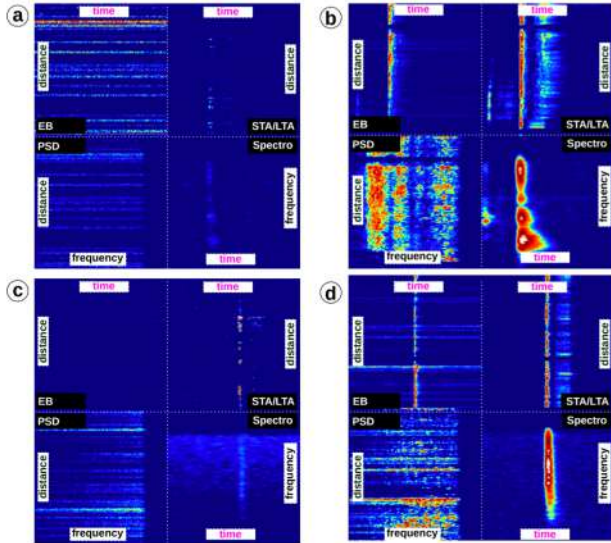 a
time
time
distance
distance
EB
STA/LTA
PSD
Spectro
distance
frequency
frequency
time
b
time
time
distance
distance
EB
STA/LTA
PSD
Spectro
distance
frequency
frequency
time
c
time
time
distance
distance
EB
STA/LTA
PSD
Spectro
distance
frequency
frequency
time
d
time
time
distance
distance
EB
STA/LTA
PSD
Spectro
distance
frequency
frequency
time